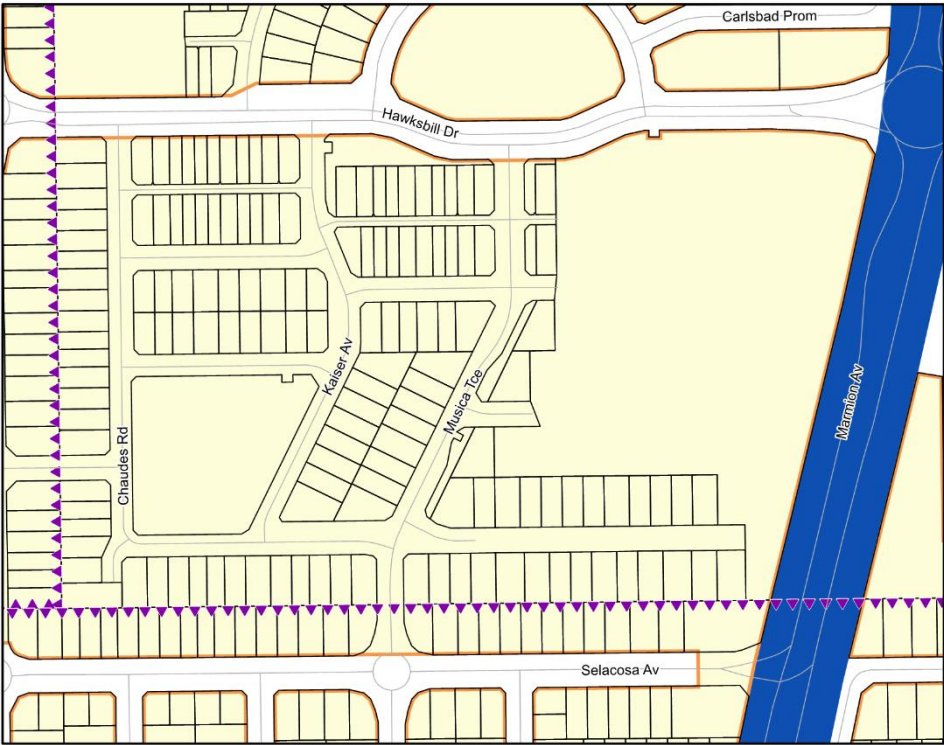 Carlsbad Prom
Hawksbill Dr
Kaiser Av
Musica Tce
Marmion Av
Chaudes Rd
Selacosa Av